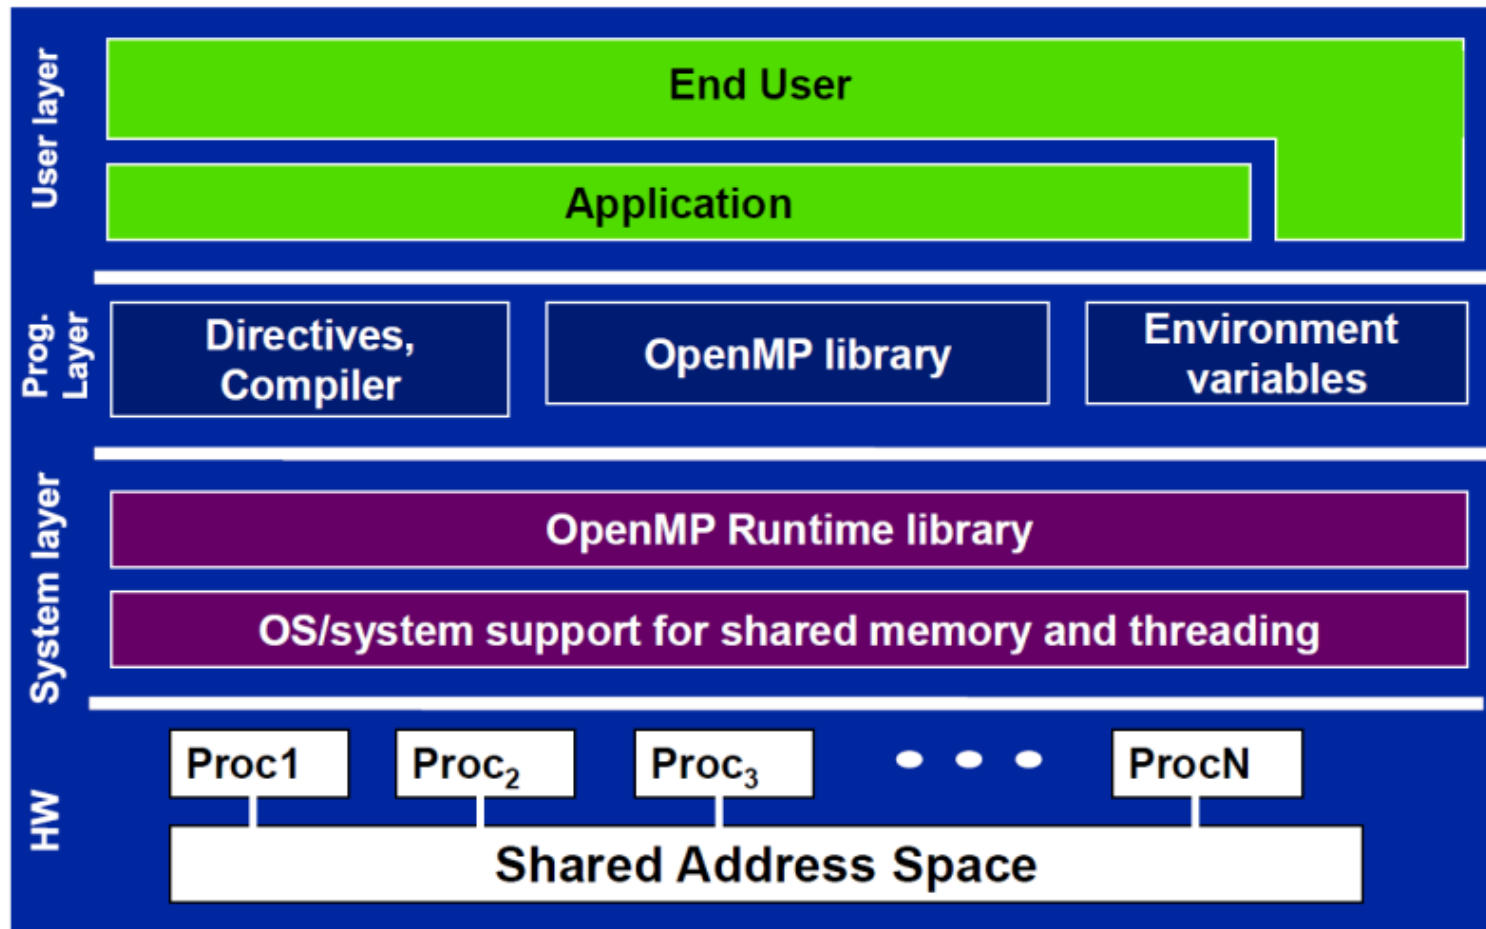 User layer
End User
Application
Prog.
Layer
Directives,
Compiler
OpenMP library
Environment
variables
System layer
OpenMP Runtime library
OS/system support for shared memory and threading
HW
Proc1
Proc₂
Proc₃
● ● ●
ProcN
Shared Address Space